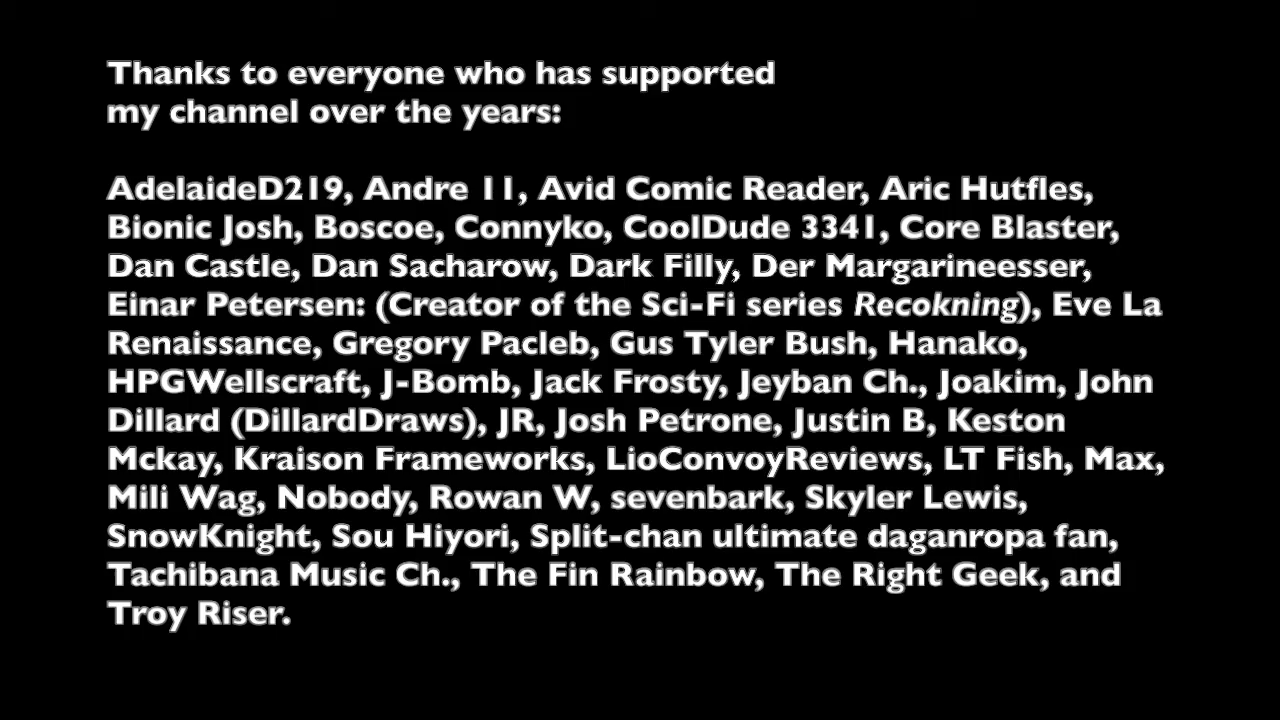 Thanks to everyone who has supported
my channel over the years:
AdelaideD219, Andre 11, Avid Comic Reader, Aric Hutfles,
Bionic Josh, Boscoe, Connyko, CoolDude 3341, Core Blaster,
Dan Castle, Dan Sacharow, Dark Filly, Der Margarineesser,
Einar Petersen: (Creator of the Sci-Fi series Recokning), Eve La
Renaissance, Gregory Pacleb, Gus Tyler Bush, Hanako,
HPGWellscraft, J-Bomb, Jack Frosty, Jeyban Ch., Joakim, John
Dillard (DillardDraws), JR, Josh Petrone, Justin B, Keston
Mckay, Kraison Frameworks, LioConvoyReviews, LT Fish, Max,
Mili Wag, Nobody, Rowan W, sevenbark, Skyler Lewis,
SnowKnight, Sou Hiyori, Split-chan ultimate daganropa fan,
Tachibana Music Ch., The Fin Rainbow, The Right Geek, and
Troy Riser.